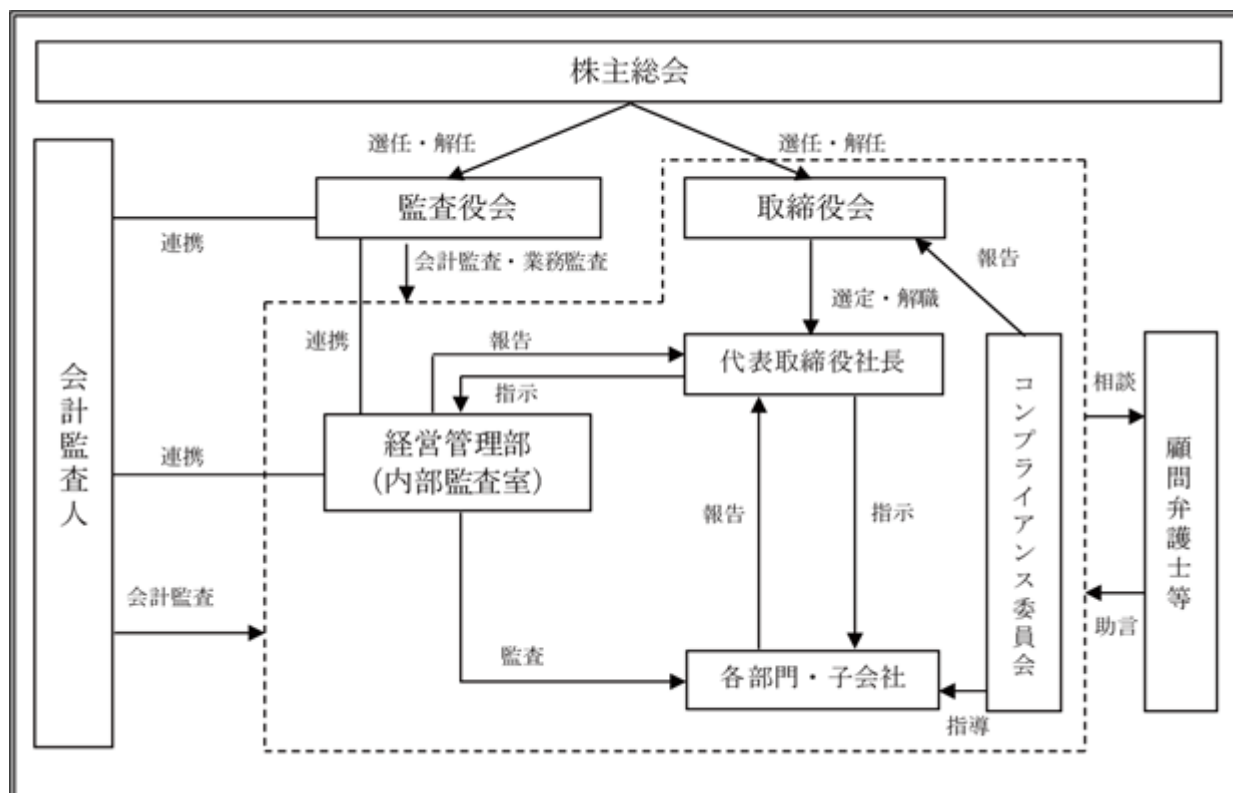 株主総会
選任・解任
選任・解任
監査役会
取締役会
連携
会計監査・業務監査
報告
選定・解職
連携
報告
代表取締役社長
指示
会計監査人
コンプライアンス委員会
相談
顧問弁護士等
経営管理部
（内部監査室）
連携
報告
指示
会計監査
助言
監査
各部門・子会社
指導